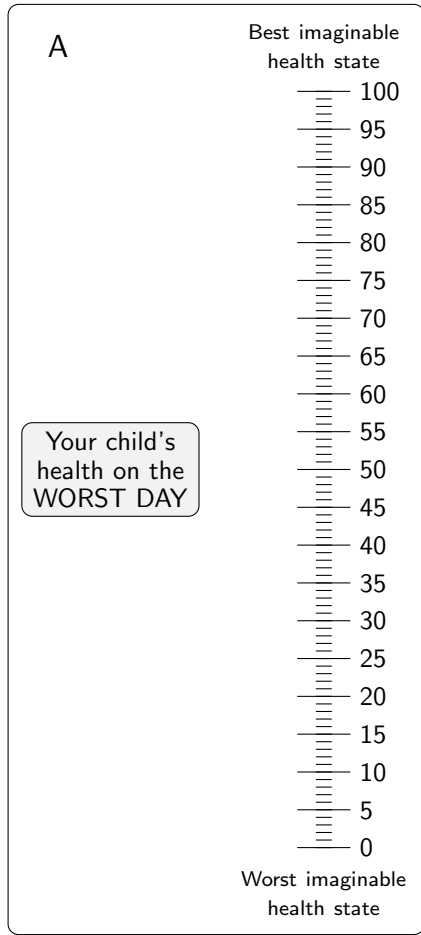 A
Best imaginable
health state
100
95
90
85
80
75
70
65
60
Your child's
health on the
WORST DAY
55
50
45
40
35
30
25
20
15
10
5
0
Worst imaginable
health state